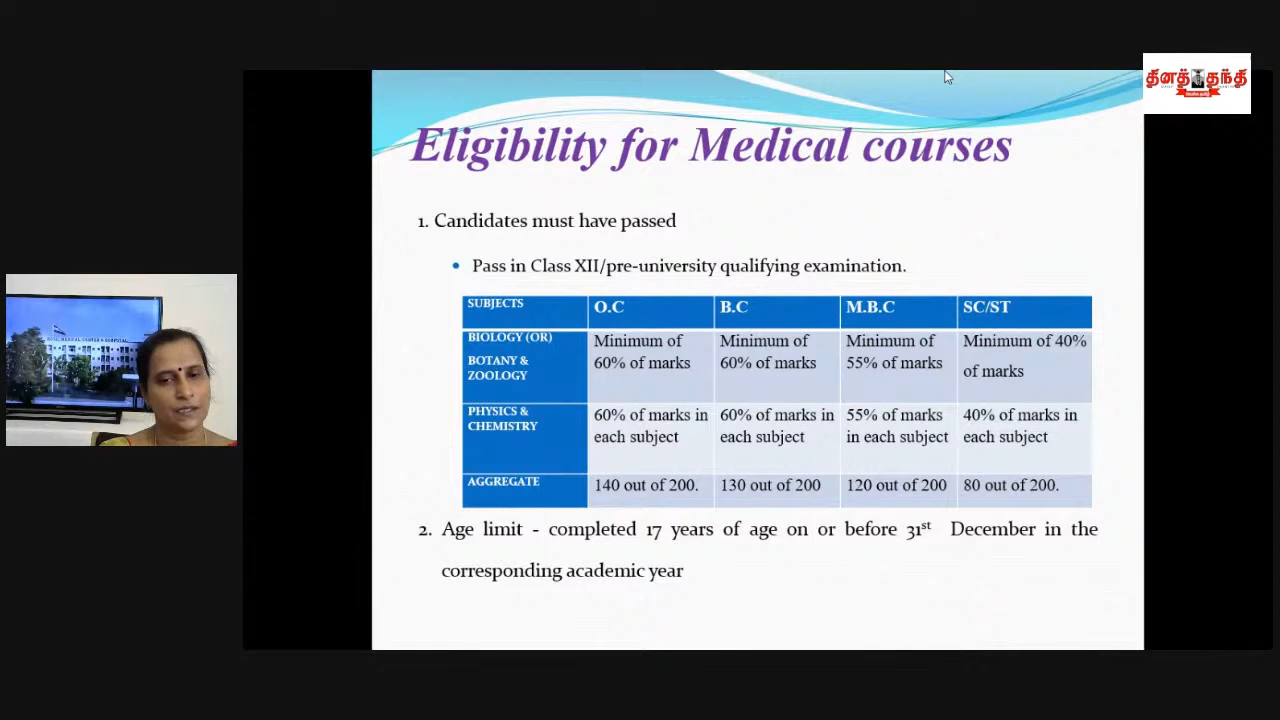 தினத் தந்தி
Eligibility for Medical courses
1. Candidates must have passed
• Pass in Class XII/pre-university qualifying examination.
SUBJECTS O.C B.C M.B.C SC/ST
BIOLOGY (OR) BOTANY & ZOOLOGY Minimum of 60% of marks Minimum of 60% of marks Minimum of 55% of marks Minimum of 40% of marks
PHYSICS & CHEMISTRY 60% of marks in each subject 60% of marks in each subject 55% of marks in each subject 40% of marks in each subject
AGGREGATE 140 out of 200. 130 out of 200 120 out of 200 80 out of 200.
2. Age limit - completed 17 years of age on or before 31st December in the
corresponding academic year